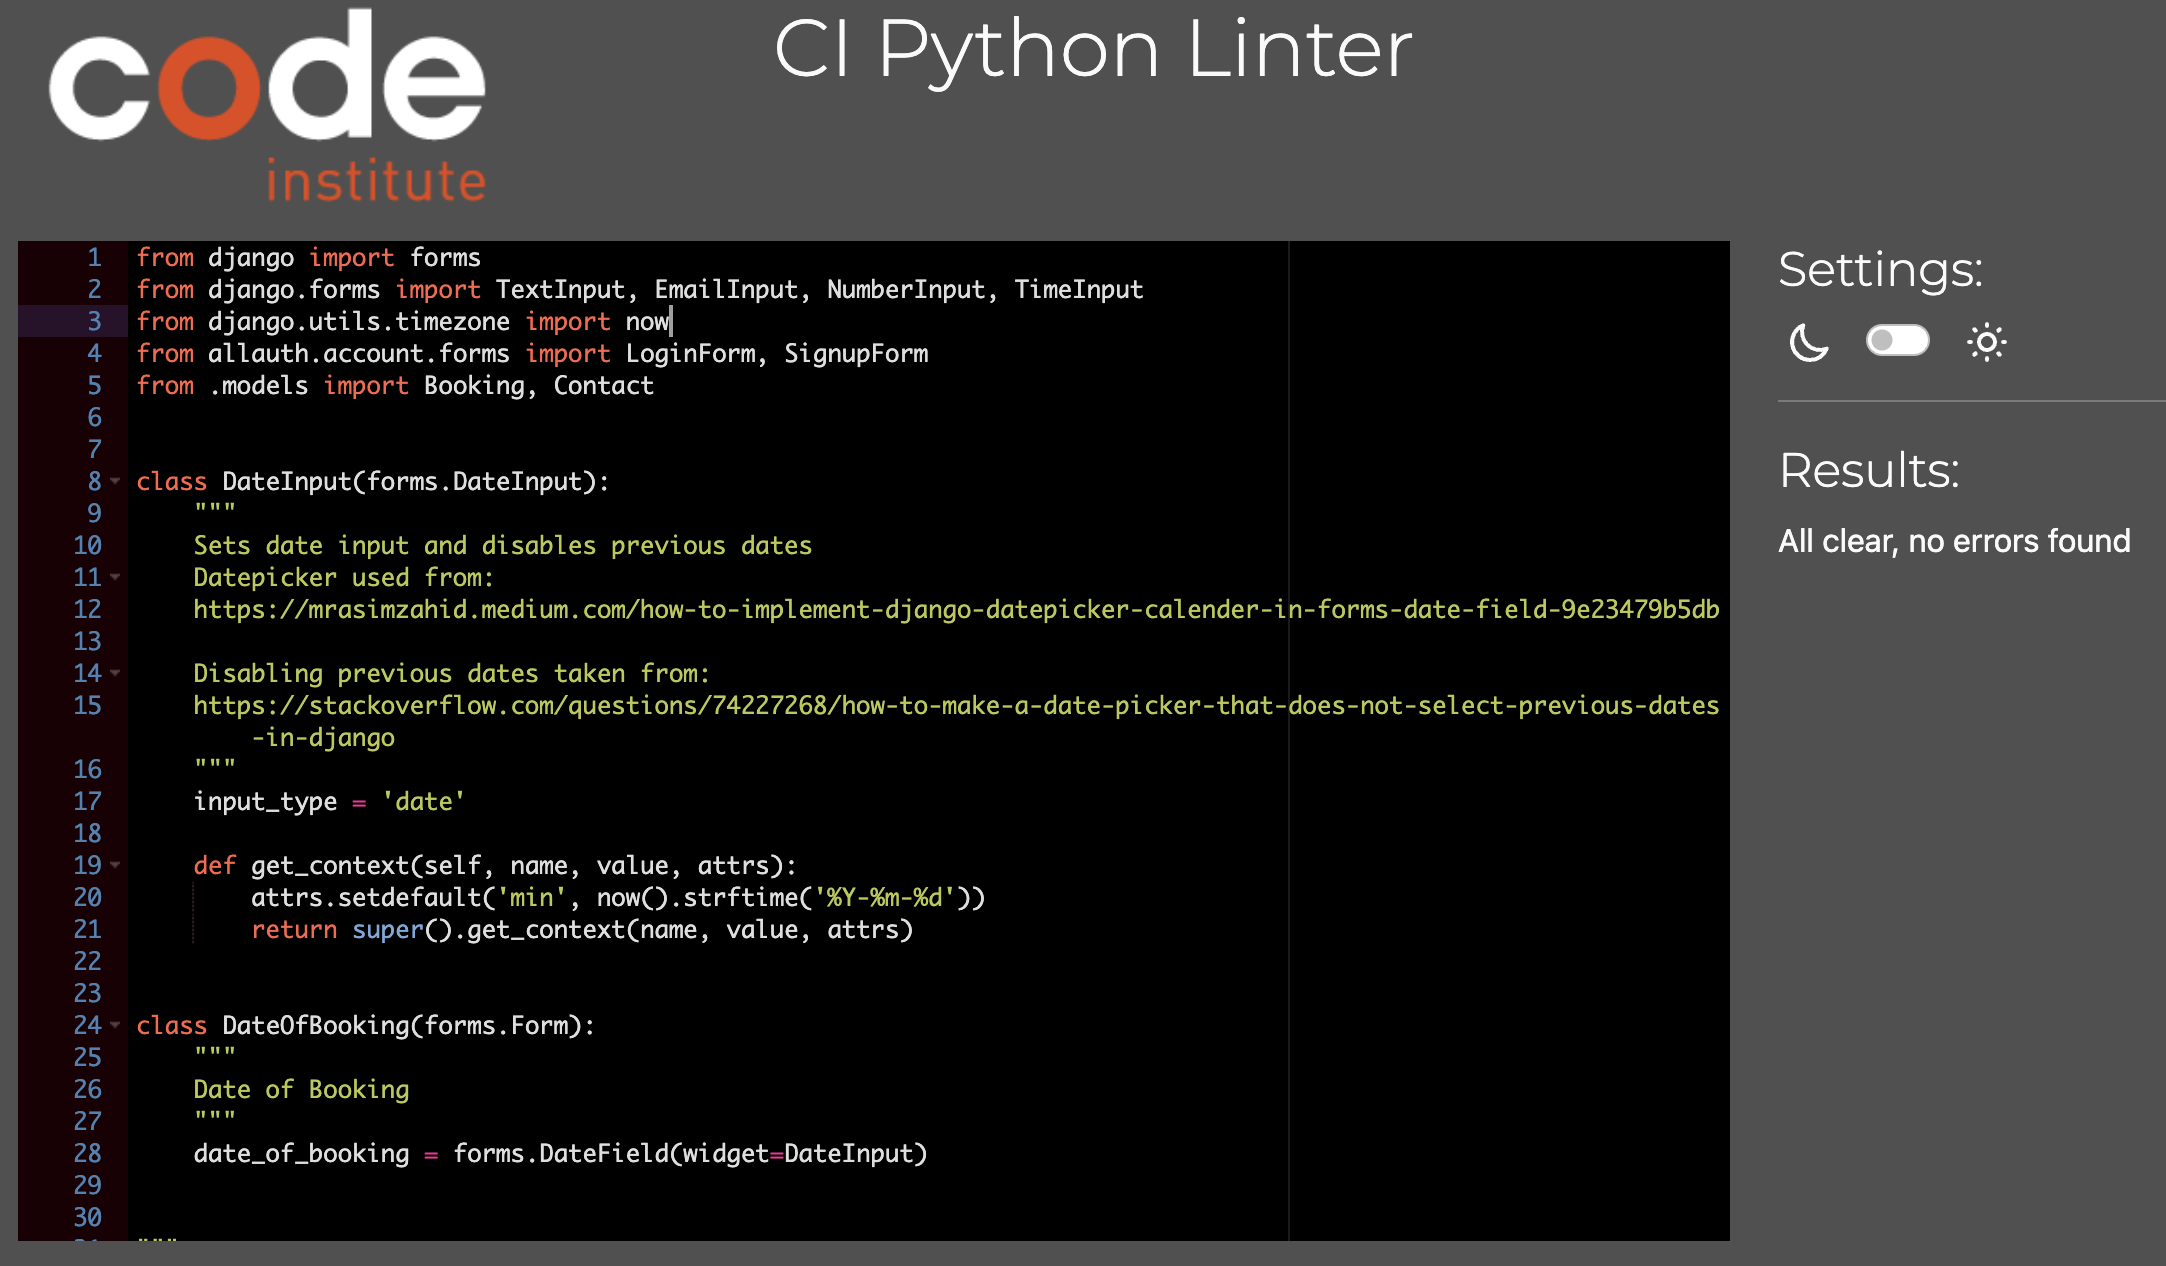 code
institute
CI Python Linter
1 from django import forms
2 from django.forms import TextInput, EmailInput, NumberInput, TimeInput
3 from django.utils.timezone import now
4 from allauth.account.forms import LoginForm, SignupForm
5 from .models import Booking, Contact
6
7
8 class DateInput(forms.DateInput):
9     """
10     Sets date input and disables previous dates
11     Datepicker used from:
12     https://mrasimzahid.medium.com/how-to-implement-django-datepicker-calender-in-forms-date-field-9e23479b5db
13
14     Disabling previous dates taken from:
15     https://stackoverflow.com/questions/74227268/how-to-make-a-date-picker-that-does-not-select-previous-dates
        -in-django
16     """
17     input_type = 'date'
18
19     def get_context(self, name, value, attrs):
20         attrs.setdefault('min', now().strftime('%Y-%m-%d'))
21         return super().get_context(name, value, attrs)
22
23
24 class DateOfBooking(forms.Form):
25     """
26     Date of Booking
27     """
28     date_of_booking = forms.DateField(widget=DateInput)
29
30
"""
Settings:
Results:
All clear, no errors found